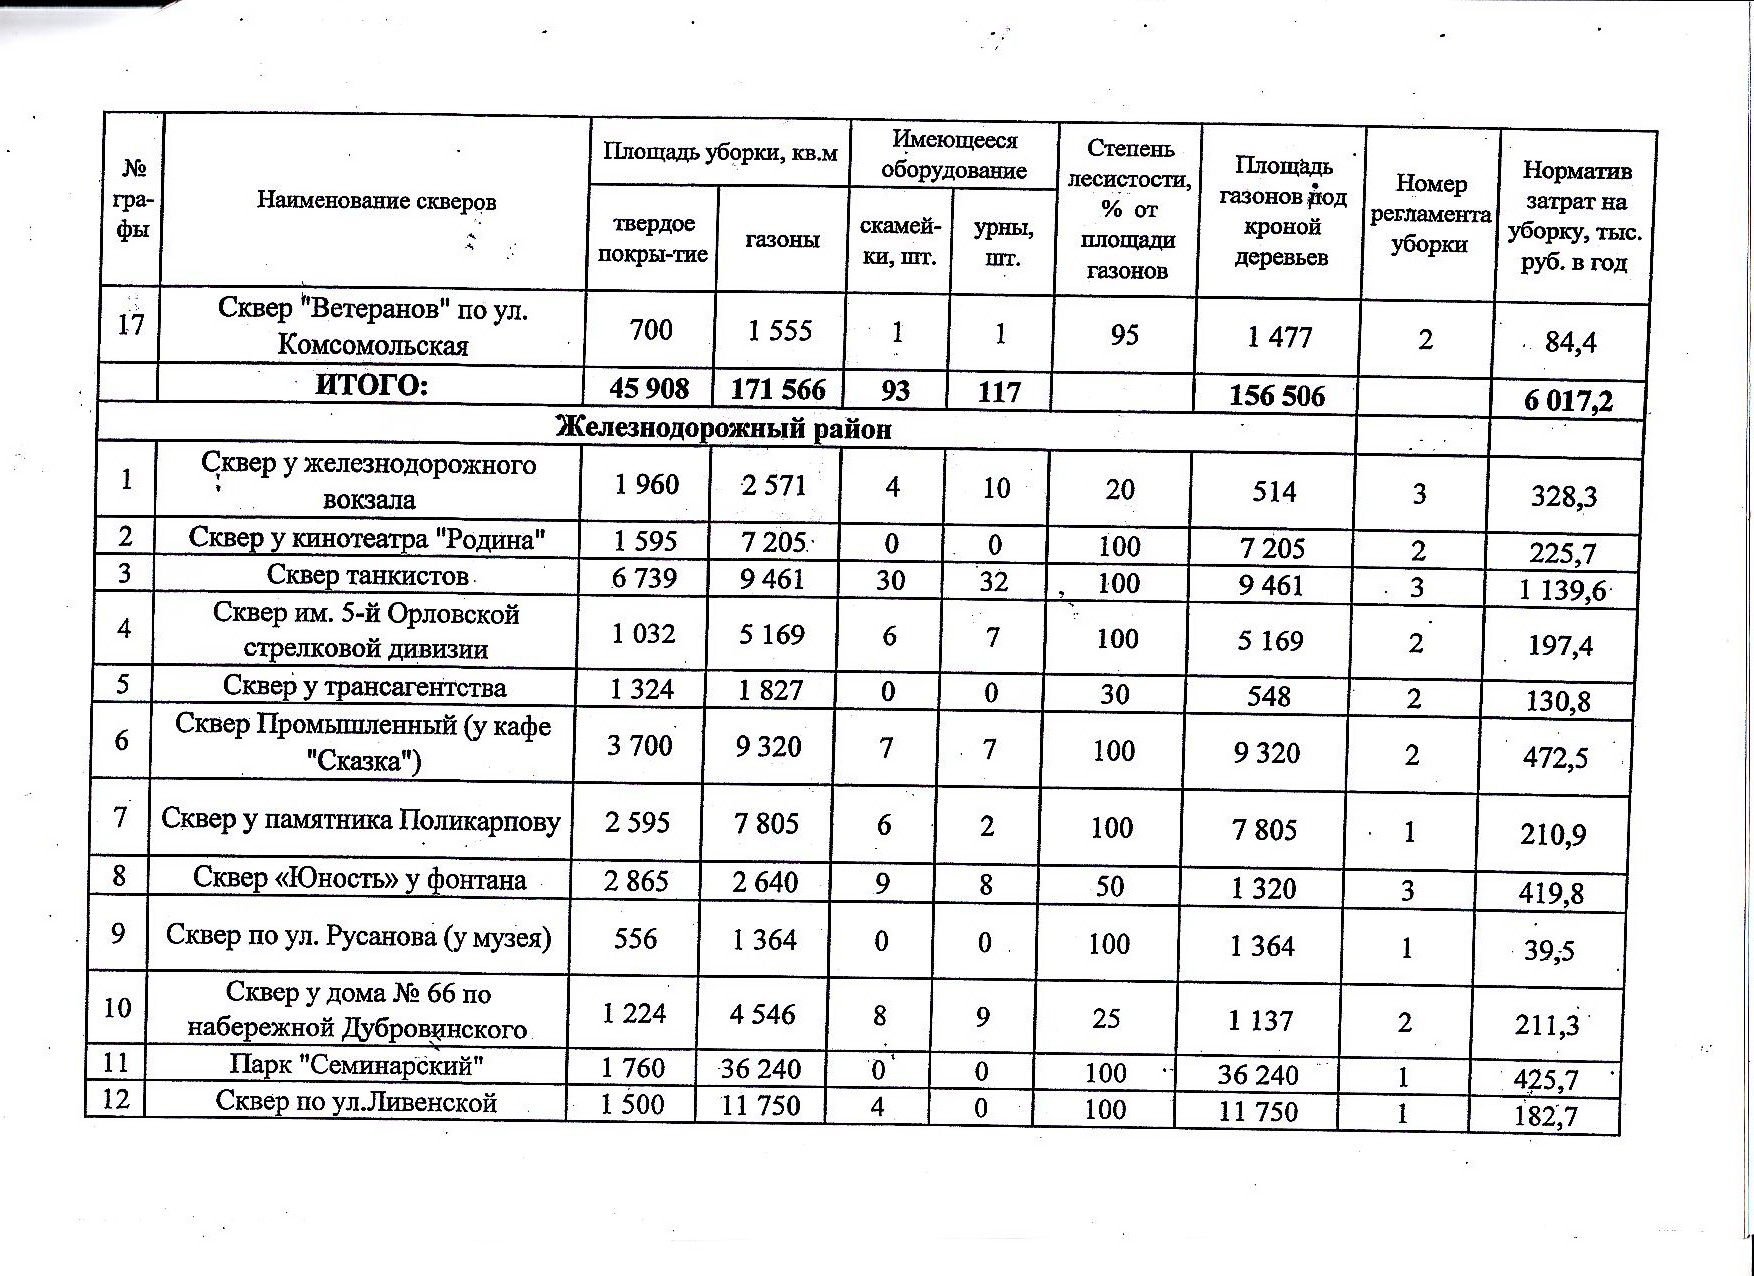 № гра-фы | Наименование скверов | Площадь уборки, кв.м | Имеющееся оборудование | Степень лесистости, % от площади газонов | Площадь газонов под кроной деревьев | Номер регламента уборки | Норматив затрат на уборку, тыс. руб. в год
твердое покры-тие | газоны | скамей-ки, шт. | урны, шт.
17 | Сквер "Ветеранов" по ул. Комсомольская | 700 | 1 555 | 1 | 1 | 95 | 1 477 | 2 | 84,4
ИТОГО: | 45 908 | 171 566 | 93 | 117 | | 156 506 | | 6 017,2
Железнодорожный район
1 | Сквер у железнодорожного вокзала | 1 960 | 2 571 | 4 | 10 | 20 | 514 | 3 | 328,3
2 | Сквер у кинотеатра "Родина" | 1 595 | 7 205 | 0 | 0 | 100 | 7 205 | 2 | 225,7
3 | Сквер танкистов | 6 739 | 9 461 | 30 | 32 | 100 | 9 461 | 3 | 1 139,6
4 | Сквер им. 5-й Орловской стрелковой дивизии | 1 032 | 5 169 | 6 | 7 | 100 | 5 169 | 2 | 197,4
5 | Сквер у трансагентства | 1 324 | 1 827 | 0 | 0 | 30 | 548 | 2 | 130,8
6 | Сквер Промышленный (у кафе "Сказка") | 3 700 | 9 320 | 7 | 7 | 100 | 9 320 | 2 | 472,5
7 | Сквер у памятника Поликарпову | 2 595 | 7 805 | 6 | 2 | 100 | 7 805 | 1 | 210,9
8 | Сквер «Юность» у фонтана | 2 865 | 2 640 | 9 | 8 | 50 | 1 320 | 3 | 419,8
9 | Сквер по ул. Русанова (у музея) | 556 | 1 364 | 0 | 0 | 100 | 1 364 | 1 | 39,5
10 | Сквер у дома № 66 по набережной Дубровинского | 1 224 | 4 546 | 8 | 9 | 25 | 1 137 | 2 | 211,3
11 | Парк "Семинарский" | 1 760 | 36 240 | 0 | 0 | 100 | 36 240 | 1 | 425,7
12 | Сквер по ул.Ливенской | 1 500 | 11 750 | 4 | 0 | 100 | 11 750 | 1 | 182,7